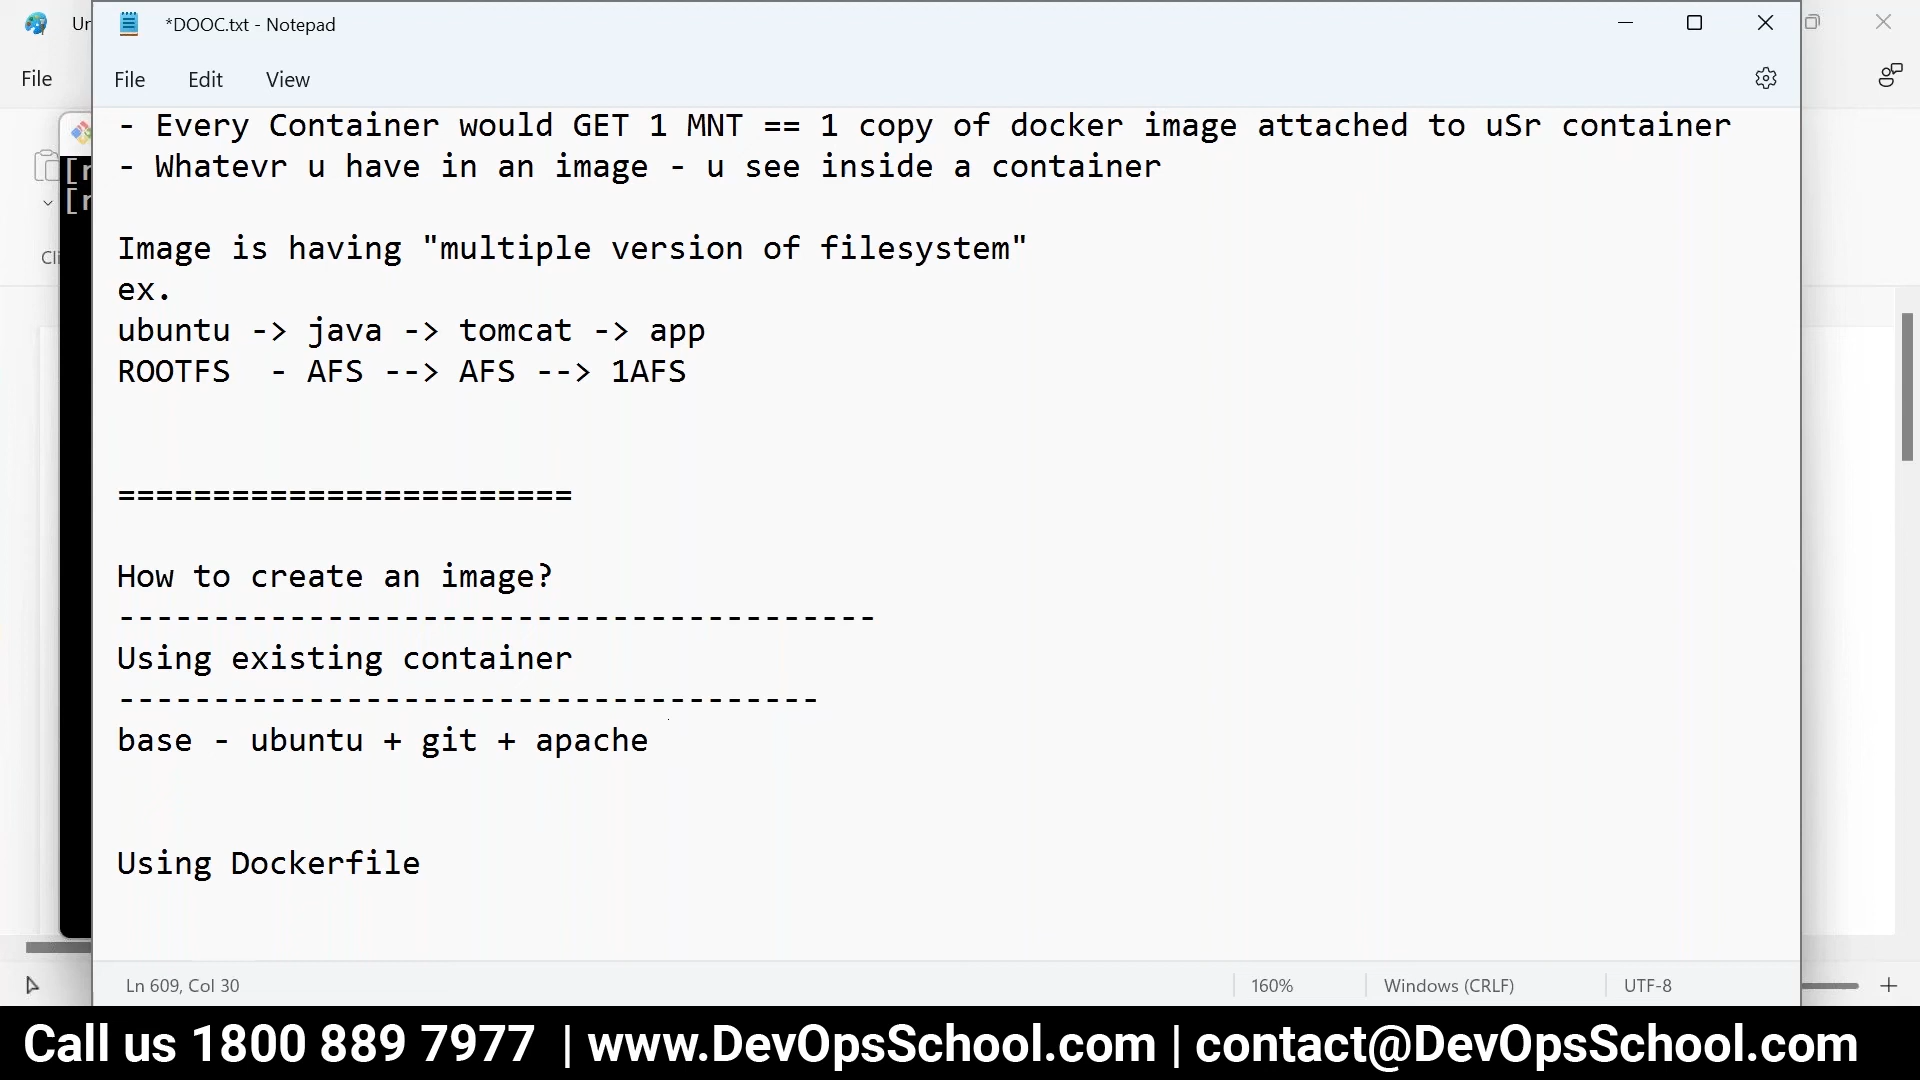 Ur
*DOOC.txt - Notepad
File
File
Edit
View
- Every Container would GET 1 MNT == 1 copy of docker image attached to uSr container
- Whatevr u have in an image - u see inside a container
[r
[r
Cli
Image is having "multiple version of filesystem"
ex.
ubuntu -> java -> tomcat -> app
ROOTFS  - AFS --> AFS --> 1AFS
========================
How to create an image?
----------------------------------------
Using existing container
-------------------------------------
base - ubuntu + git + apache
Using Dockerfile
Ln 609, Col 30
160%
Windows (CRLF)
UTF-8
Call us 1800 889 7977 | www.DevOpsSchool.com | contact@DevOpsSchool.com